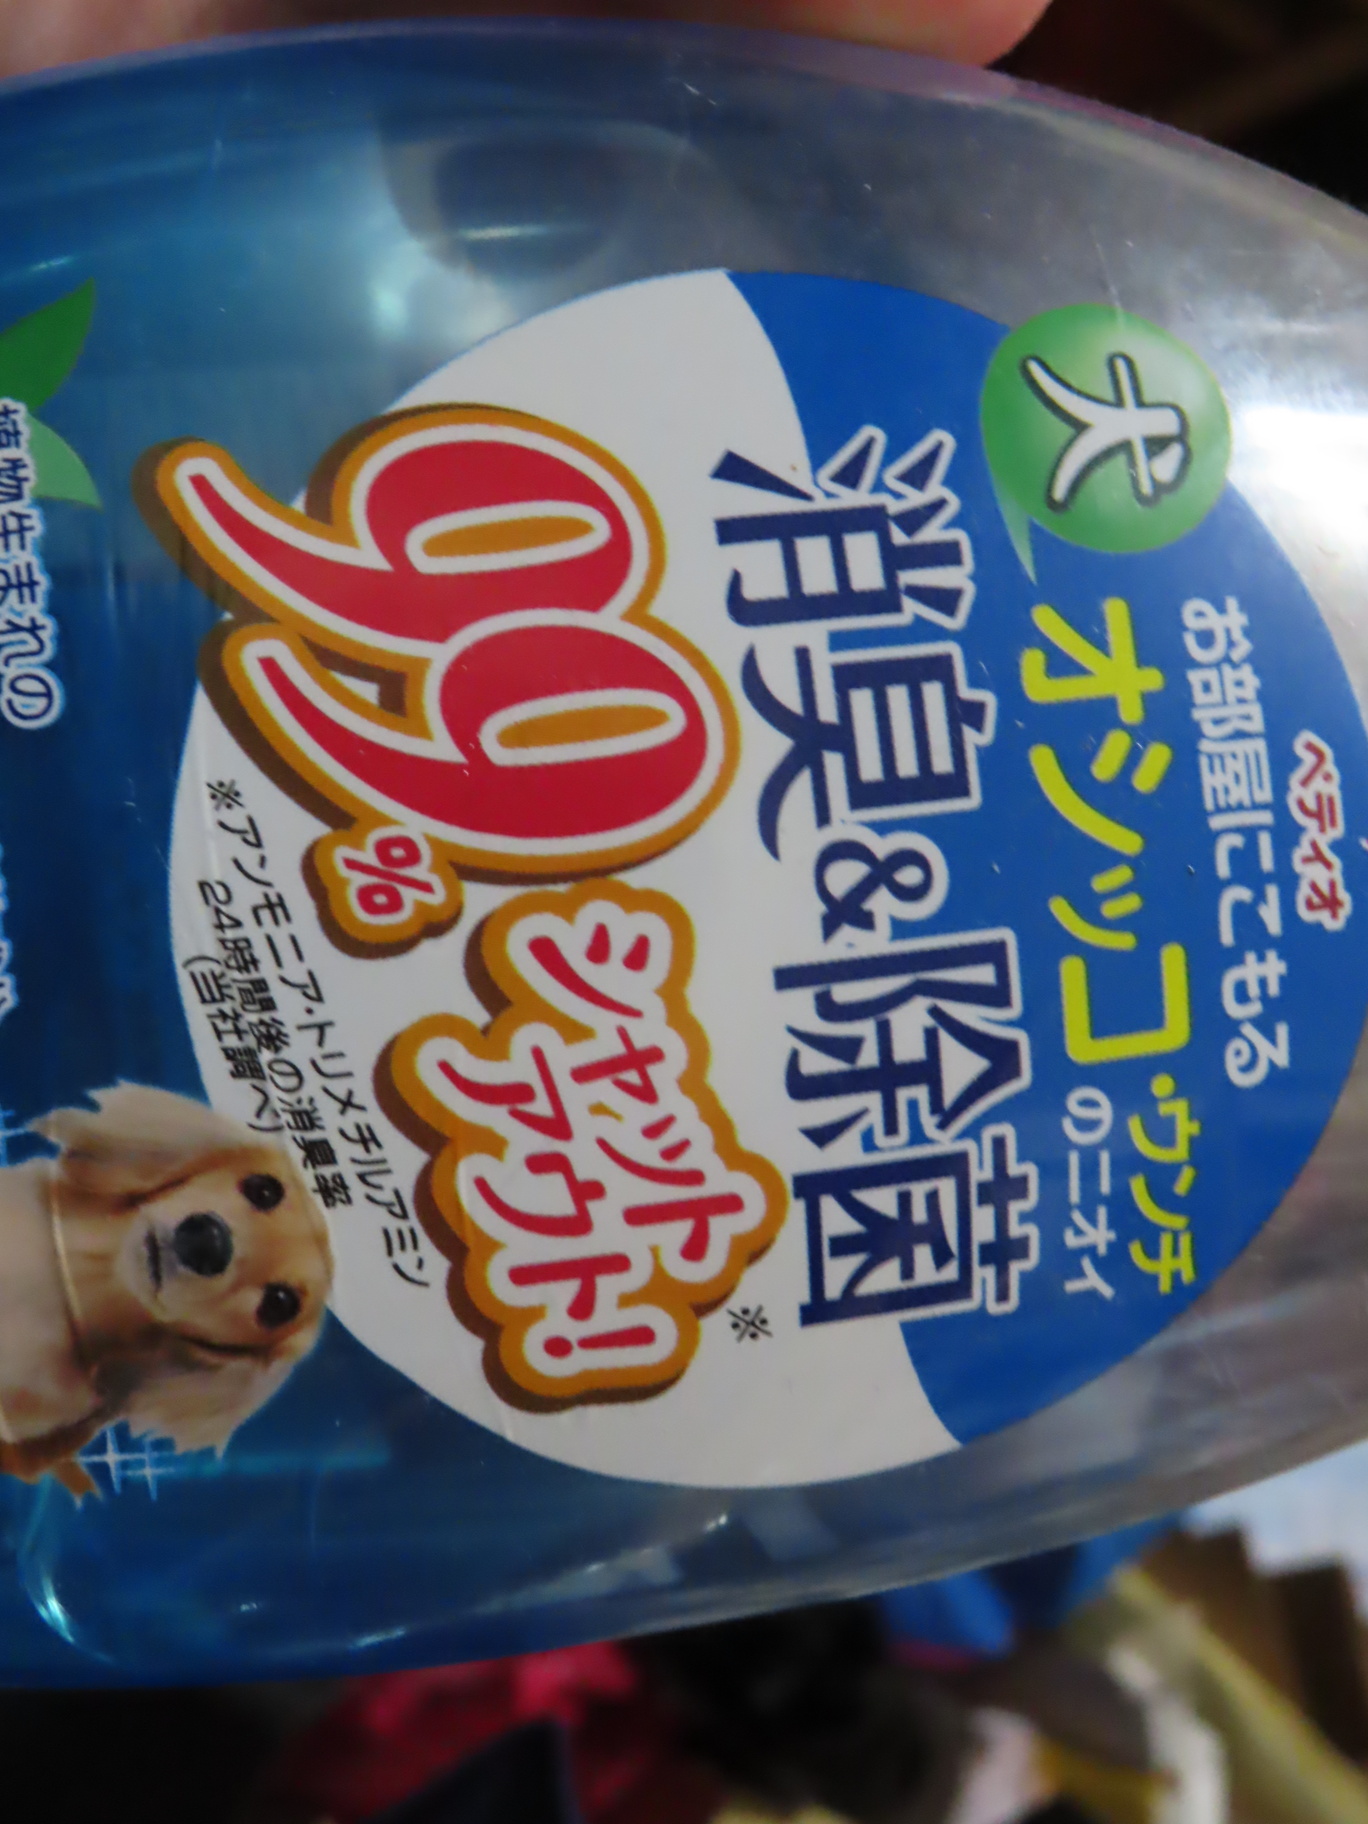 ペティオ
お部屋にこもる
犬
オシッコ・ウンチ
のニオイ
消臭&除菌
99%シャット
アウト!
※
※アンモニア・トリメチルアミン
24時間後の消臭率
(当社調べ)
植物生まれの